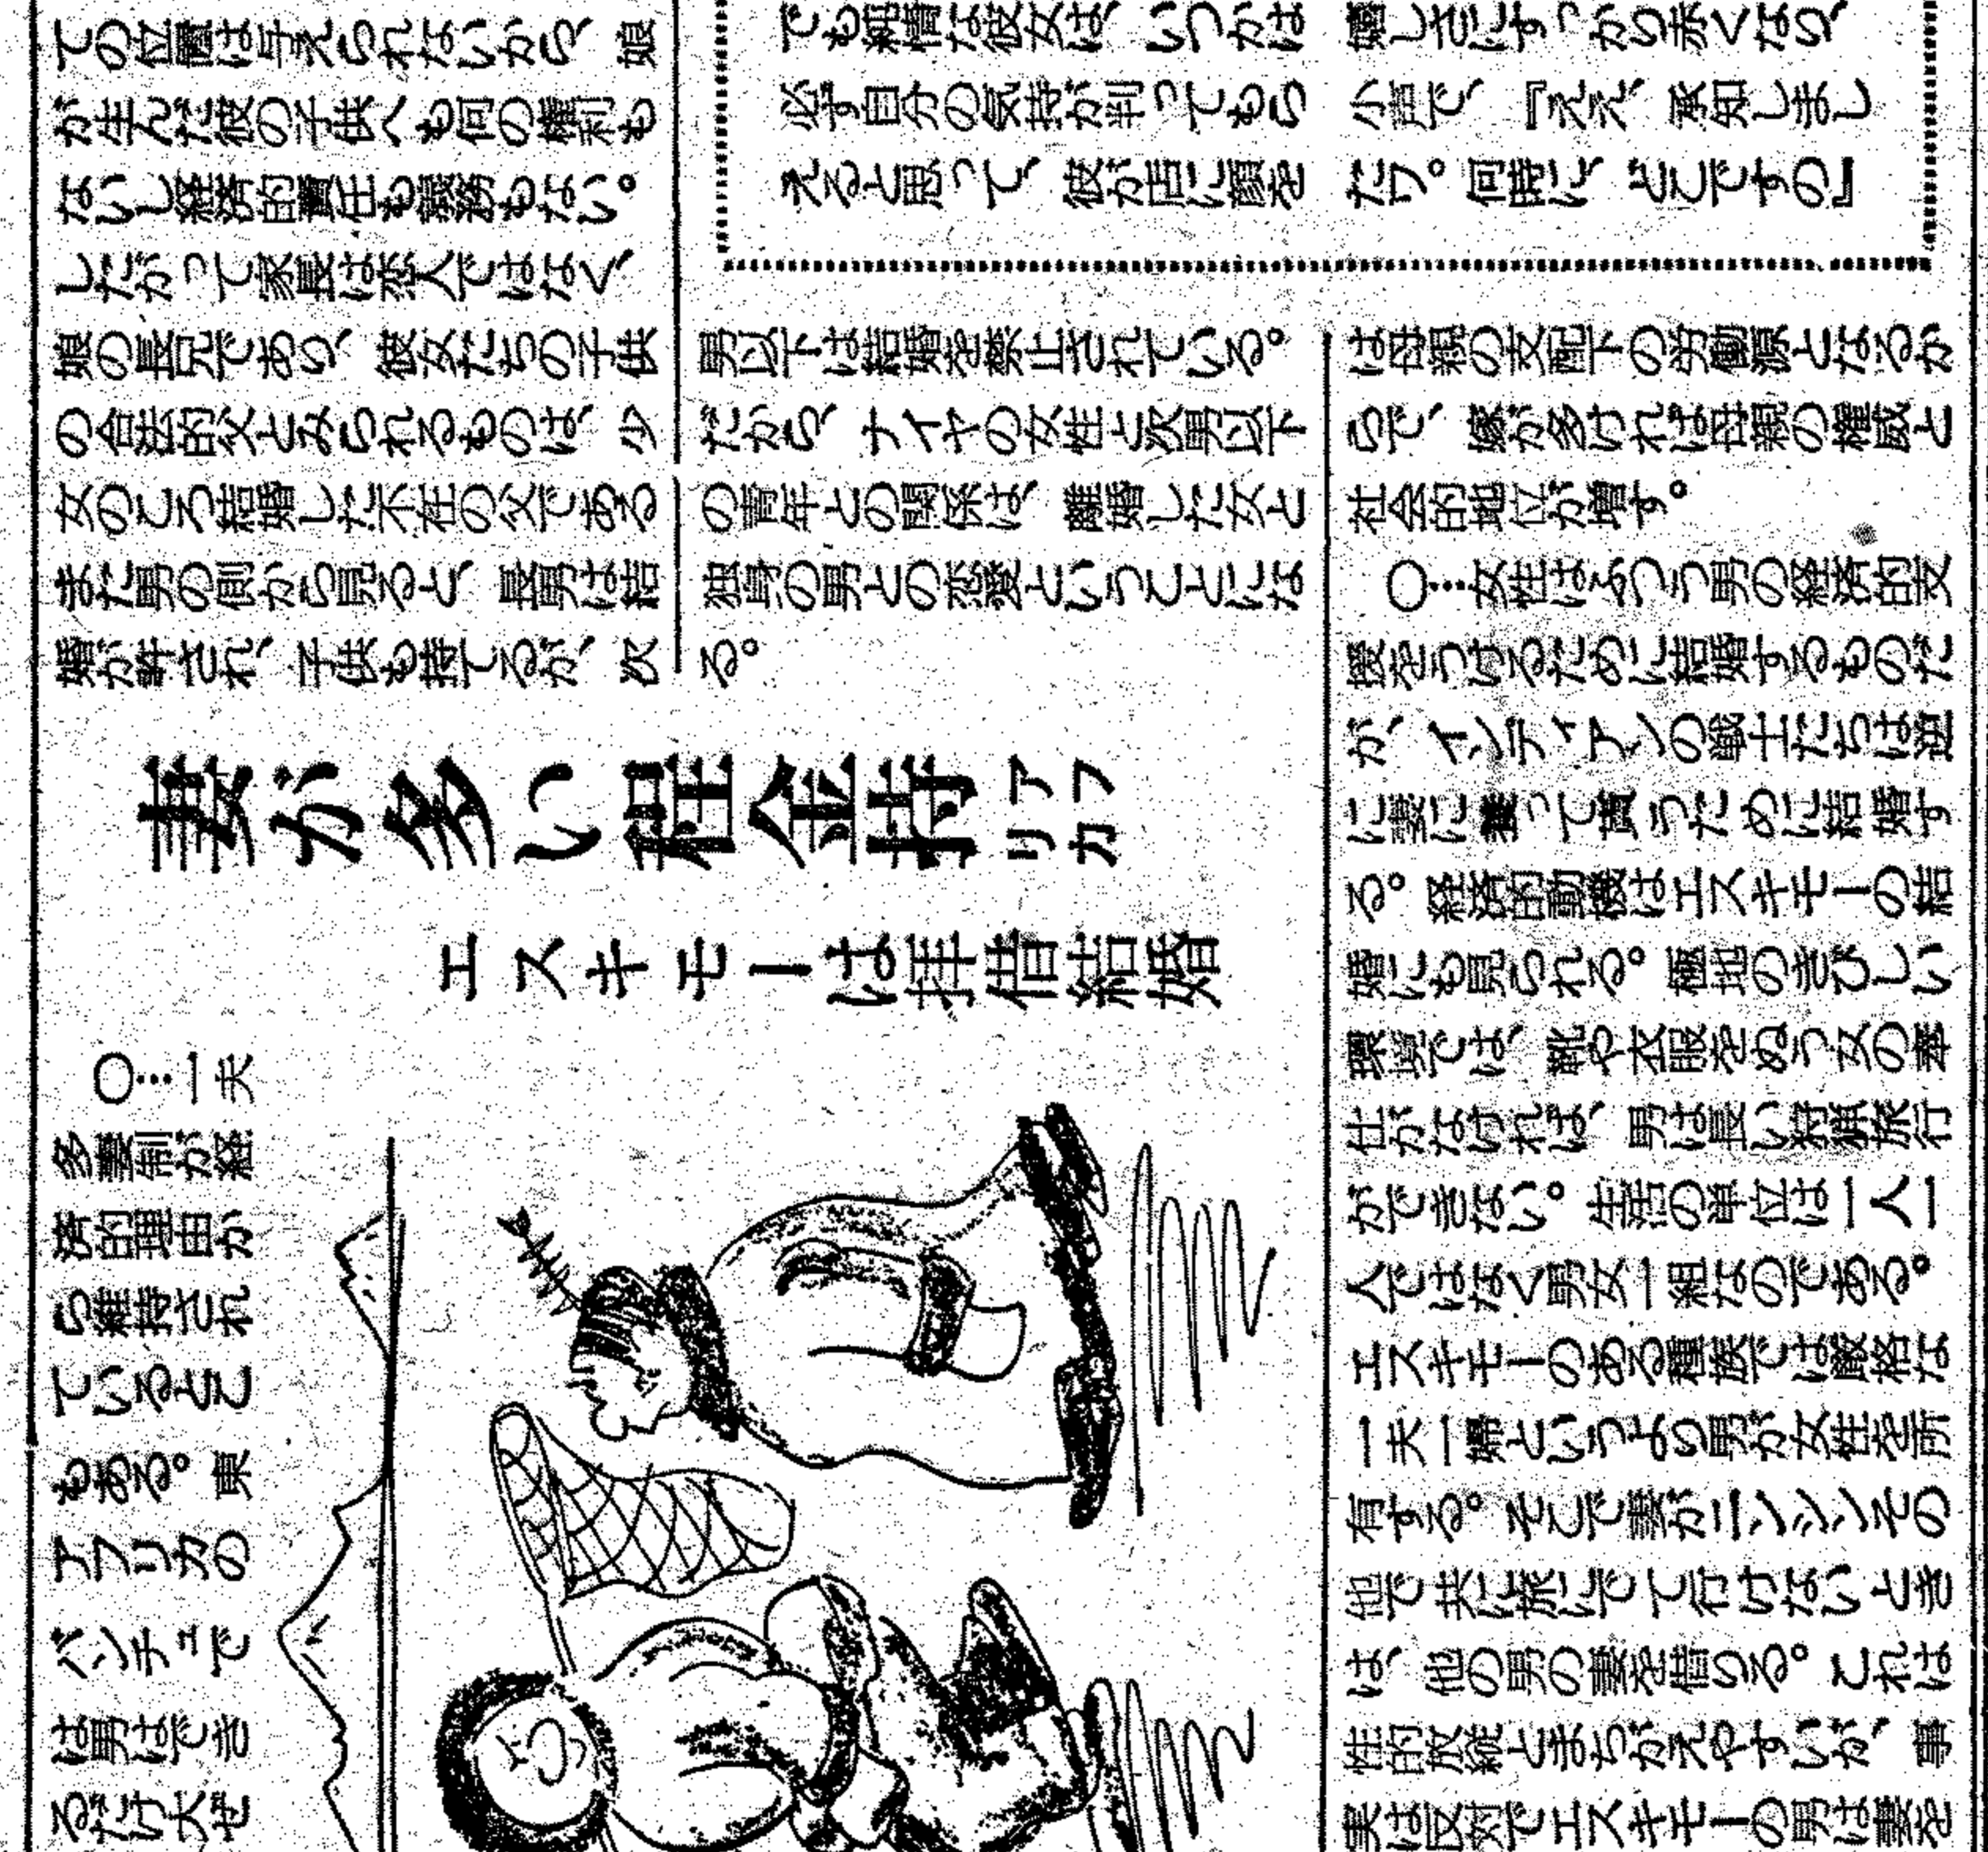 ての位置は与えられないから、娘
が生んだ彼の子供へも何の権利も
ないし経済的責任も義務もない。
したがって家長は恋人ではなく、
娘の長兄であり、彼女たちの子供
の合法的父とみられるものは、少
女のころ結婚した不在の父である
また男の側から見ると、長男は結
婚が許され、子供も持てるが、次
男以下は結婚を禁止されている。
だから、ナイヤの女性と次男以下
の青年との関係は、離婚した女と
独身の男との恋愛ということにな
る。
でも純情な彼女は、いつかは
必ず自分の気持が判ってもら
えると思って、彼が店に顔を
嬉しさにすっかり赤くなり、
小声で、『ええ、承知しまし
たワ。何時に、どこですの』
妻が多い程金持
アフリカ
エスキモーは拝借結婚
〇…一夫
多妻制が経
済的理由か
ら維持され
ているとこ
もある。東
アフリカの
バンチュで
は男はでき
るだけ大ぜ
は母親の支配下の労働源となるか
らで、嫁が多ければ母親の権威と
社会的地位が増す。
〇…女性はふつう男の経済的支
援をうけるために結婚するものだ
が、インディアンの戦士たちは逆
に妻に養って貰うために結婚す
る。経済的動機はエスキモーの結
婚にも見られる。極地のきびしい
環境では、靴や衣服をぬう女の奉
仕がなければ、男は長い狩猟旅行
ができない。生活の単位は一人一
人ではなく男女一組なのである。
エスキモーのある種族では厳格な
一夫一婦というより男が女性を所
有する。そこで妻がニンシンその
他で共に旅にでて行けないとき
は、他の男の妻を借りる。これは
性的放縦とまちがえやすいが、事
実は反対でエスキモーの男は妻を